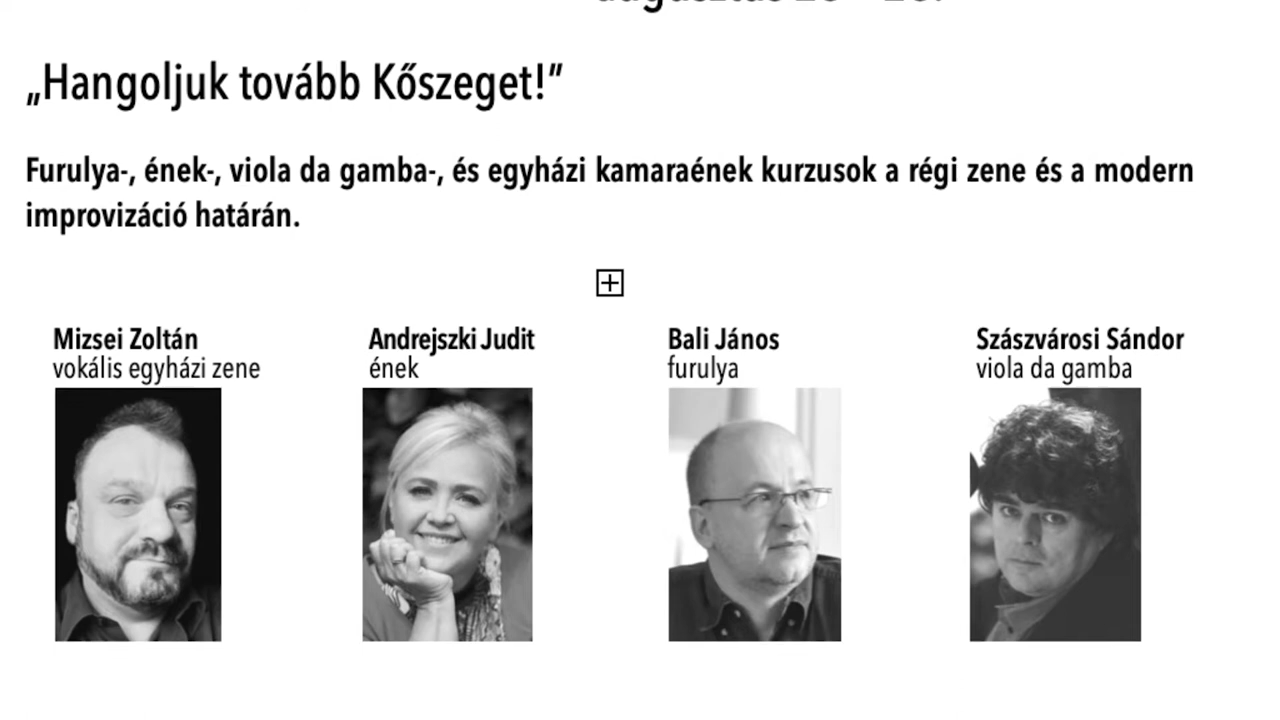 „Hangoljuk tovább Kőszeget!”
Furulya-, ének-, viola da gamba-, és egyházi kamaraének kurzusok a régi zene és a modern
improvizáció határán.
Mizsei Zoltán
vokális egyházi zene
Andrejszki Judit
ének
Bali János
furulya
Szászvárosi Sándor
viola da gamba